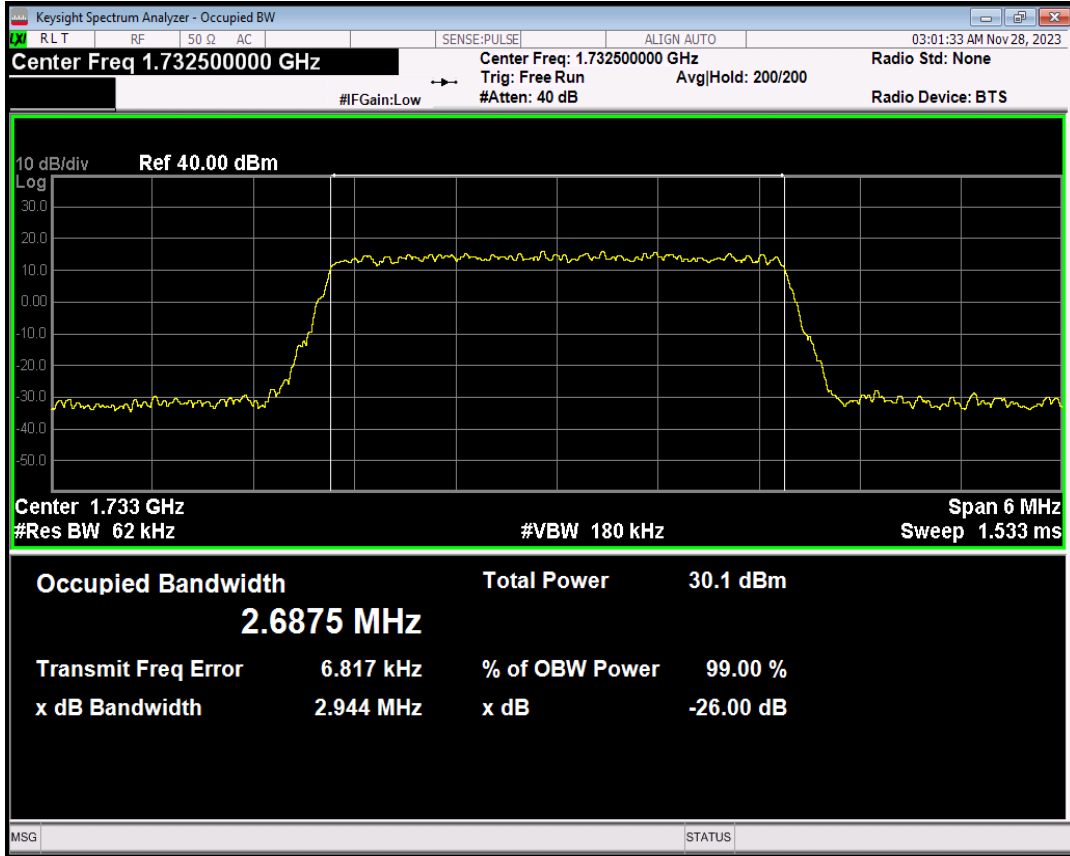 Keysight Spectrum Analyzer - Occupied BW
LXI RLT RF 50 Ω AC SENSE:PULSE ALIGN AUTO 03:01:33 AM Nov 28, 2023
Center Freq 1.732500000 GHz Center Freq: 1.732500000 GHz Radio Std: None
Trig: Free Run Avg|Hold: 200/200
#IFGain:Low #Atten: 40 dB Radio Device: BTS
10 dB/div Ref 40.00 dBm
Log
30.0
20.0
10.0
0.00
-10.0
-20.0
-30.0
-40.0
-50.0
Center 1.733 GHz Span 6 MHz
#Res BW 62 kHz #VBW 180 kHz Sweep 1.533 ms
Occupied Bandwidth Total Power 30.1 dBm
2.6875 MHz
Transmit Freq Error 6.817 kHz % of OBW Power 99.00 %
x dB Bandwidth 2.944 MHz x dB -26.00 dB
MSG STATUS